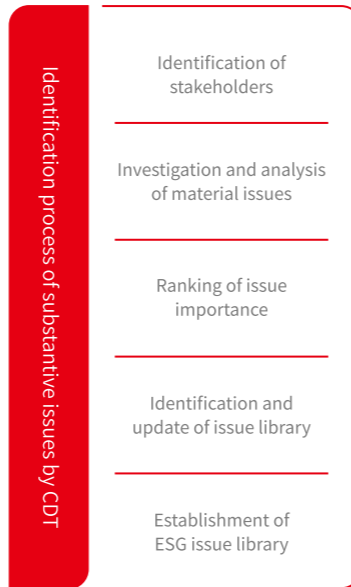 Identification process of substantive issues by CDT
Identification of
stakeholders
Investigation and analysis
of material issues
Ranking of issue
importance
Identification and
update of issue library
Establishment of
ESG issue library